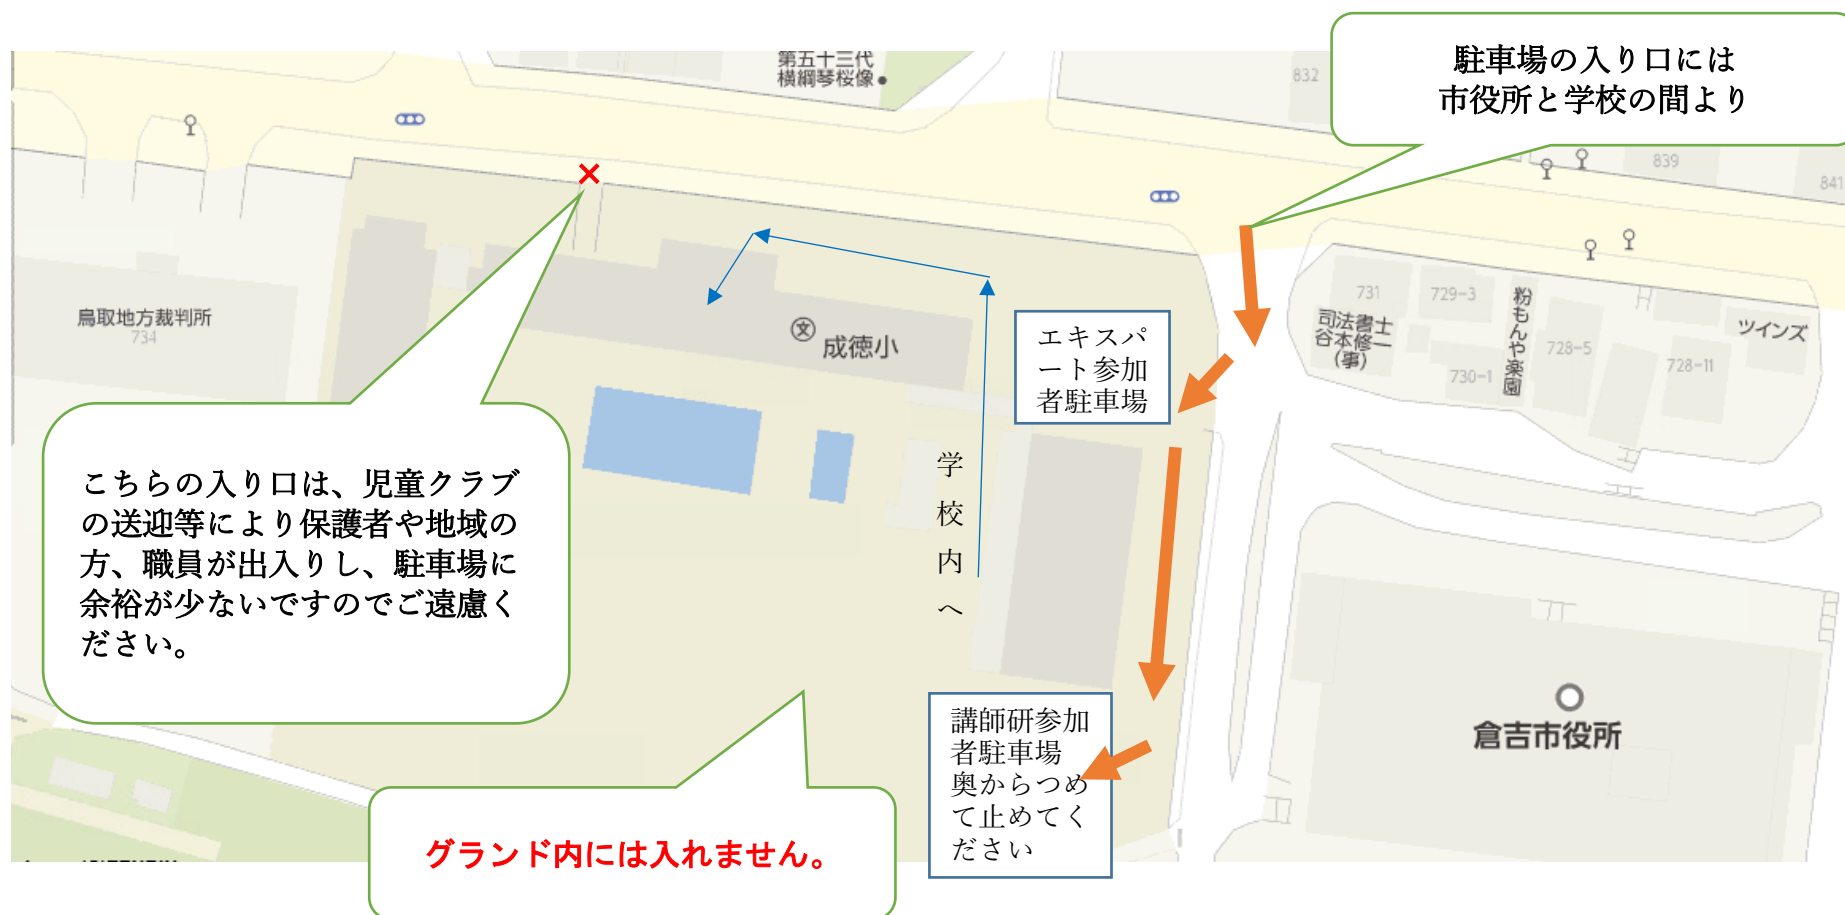 駐車場の入り口には
市役所と学校の間より
第五十三代
横綱琴桜像
832
839
841
鳥取地方裁判所
734
成徳小
エキスパ
ート参加
者駐車場
731
729-3
司法書士
谷本修一
(事)
730-1
粉もんや楽園
728-5
728-11
ツインズ
こちらの入り口は、児童クラブ
の送迎等により保護者や地域の
方、職員が出入りし、駐車場に
余裕が少ないですのでご遠慮く
ださい。
学校内へ
講師研参加
者駐車場
奥からつめ
て止めてく
ださい
倉吉市役所
グランド内には入れません。